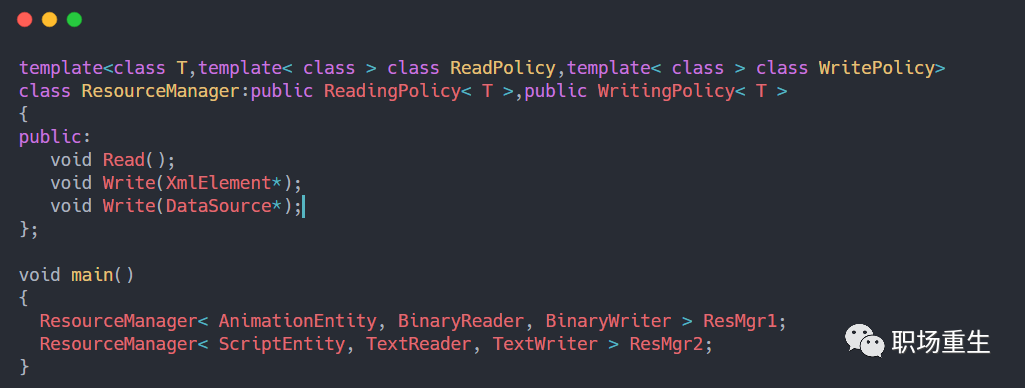 template<class T,template< class > class ReadPolicy,template< class > class WritePolicy>
class ResourceManager:public ReadingPolicy< T >,public WritingPolicy< T >
{
public:
   void Read();
   void Write(XmlElement*);
   void Write(DataSource*);
};

void main()
{
  ResourceManager< AnimationEntity, BinaryReader, BinaryWriter > ResMgr1;
  ResourceManager< ScriptEntity, TextReader, TextWriter > ResMgr2;
}
职场重生